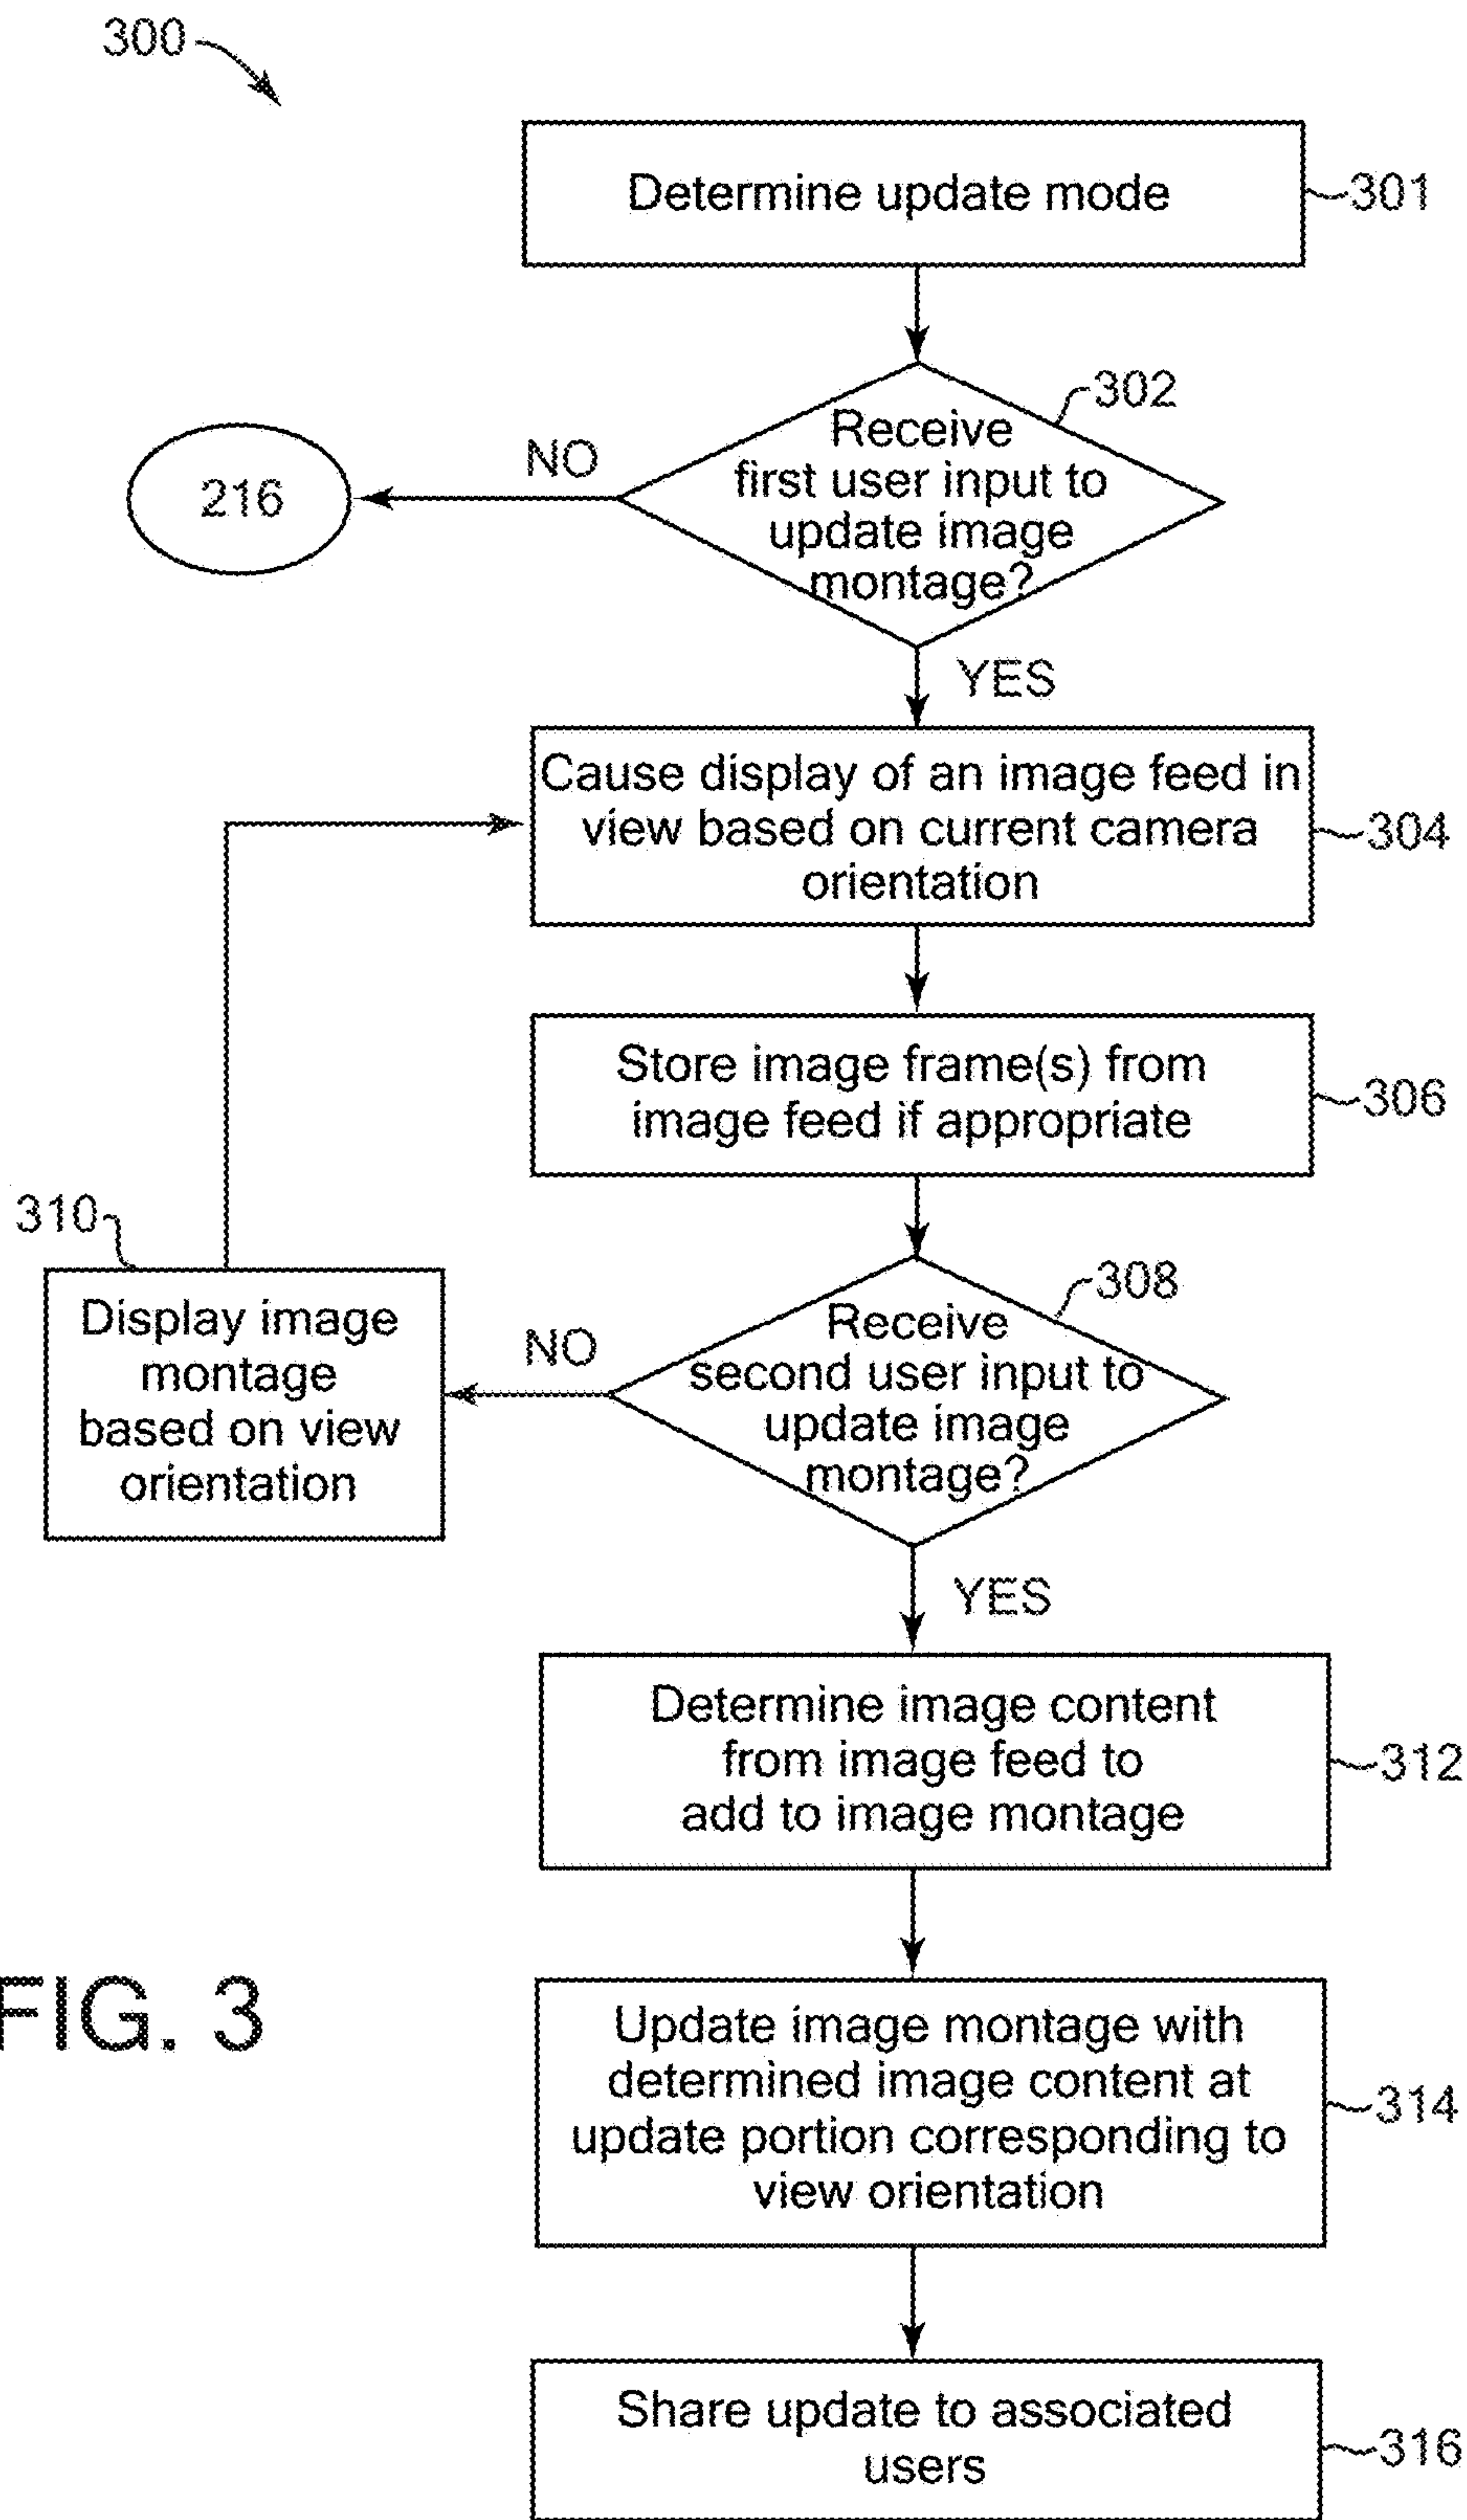 300
Determine update mode
301
302
Receive
first user input to
update image
montage?
NO
216
YES
Cause display of an image feed in
view based on current camera
orientation
304
Store image frame(s) from
image feed if appropriate
306
310
Display image
montage
based on view
orientation
NO
308
Receive
second user input to
update image
montage?
YES
Determine image content
from image feed to
add to image montage
312
FIG. 3
Update image montage with
determined image content at
update portion corresponding to
view orientation
314
Share update to associated
users
316